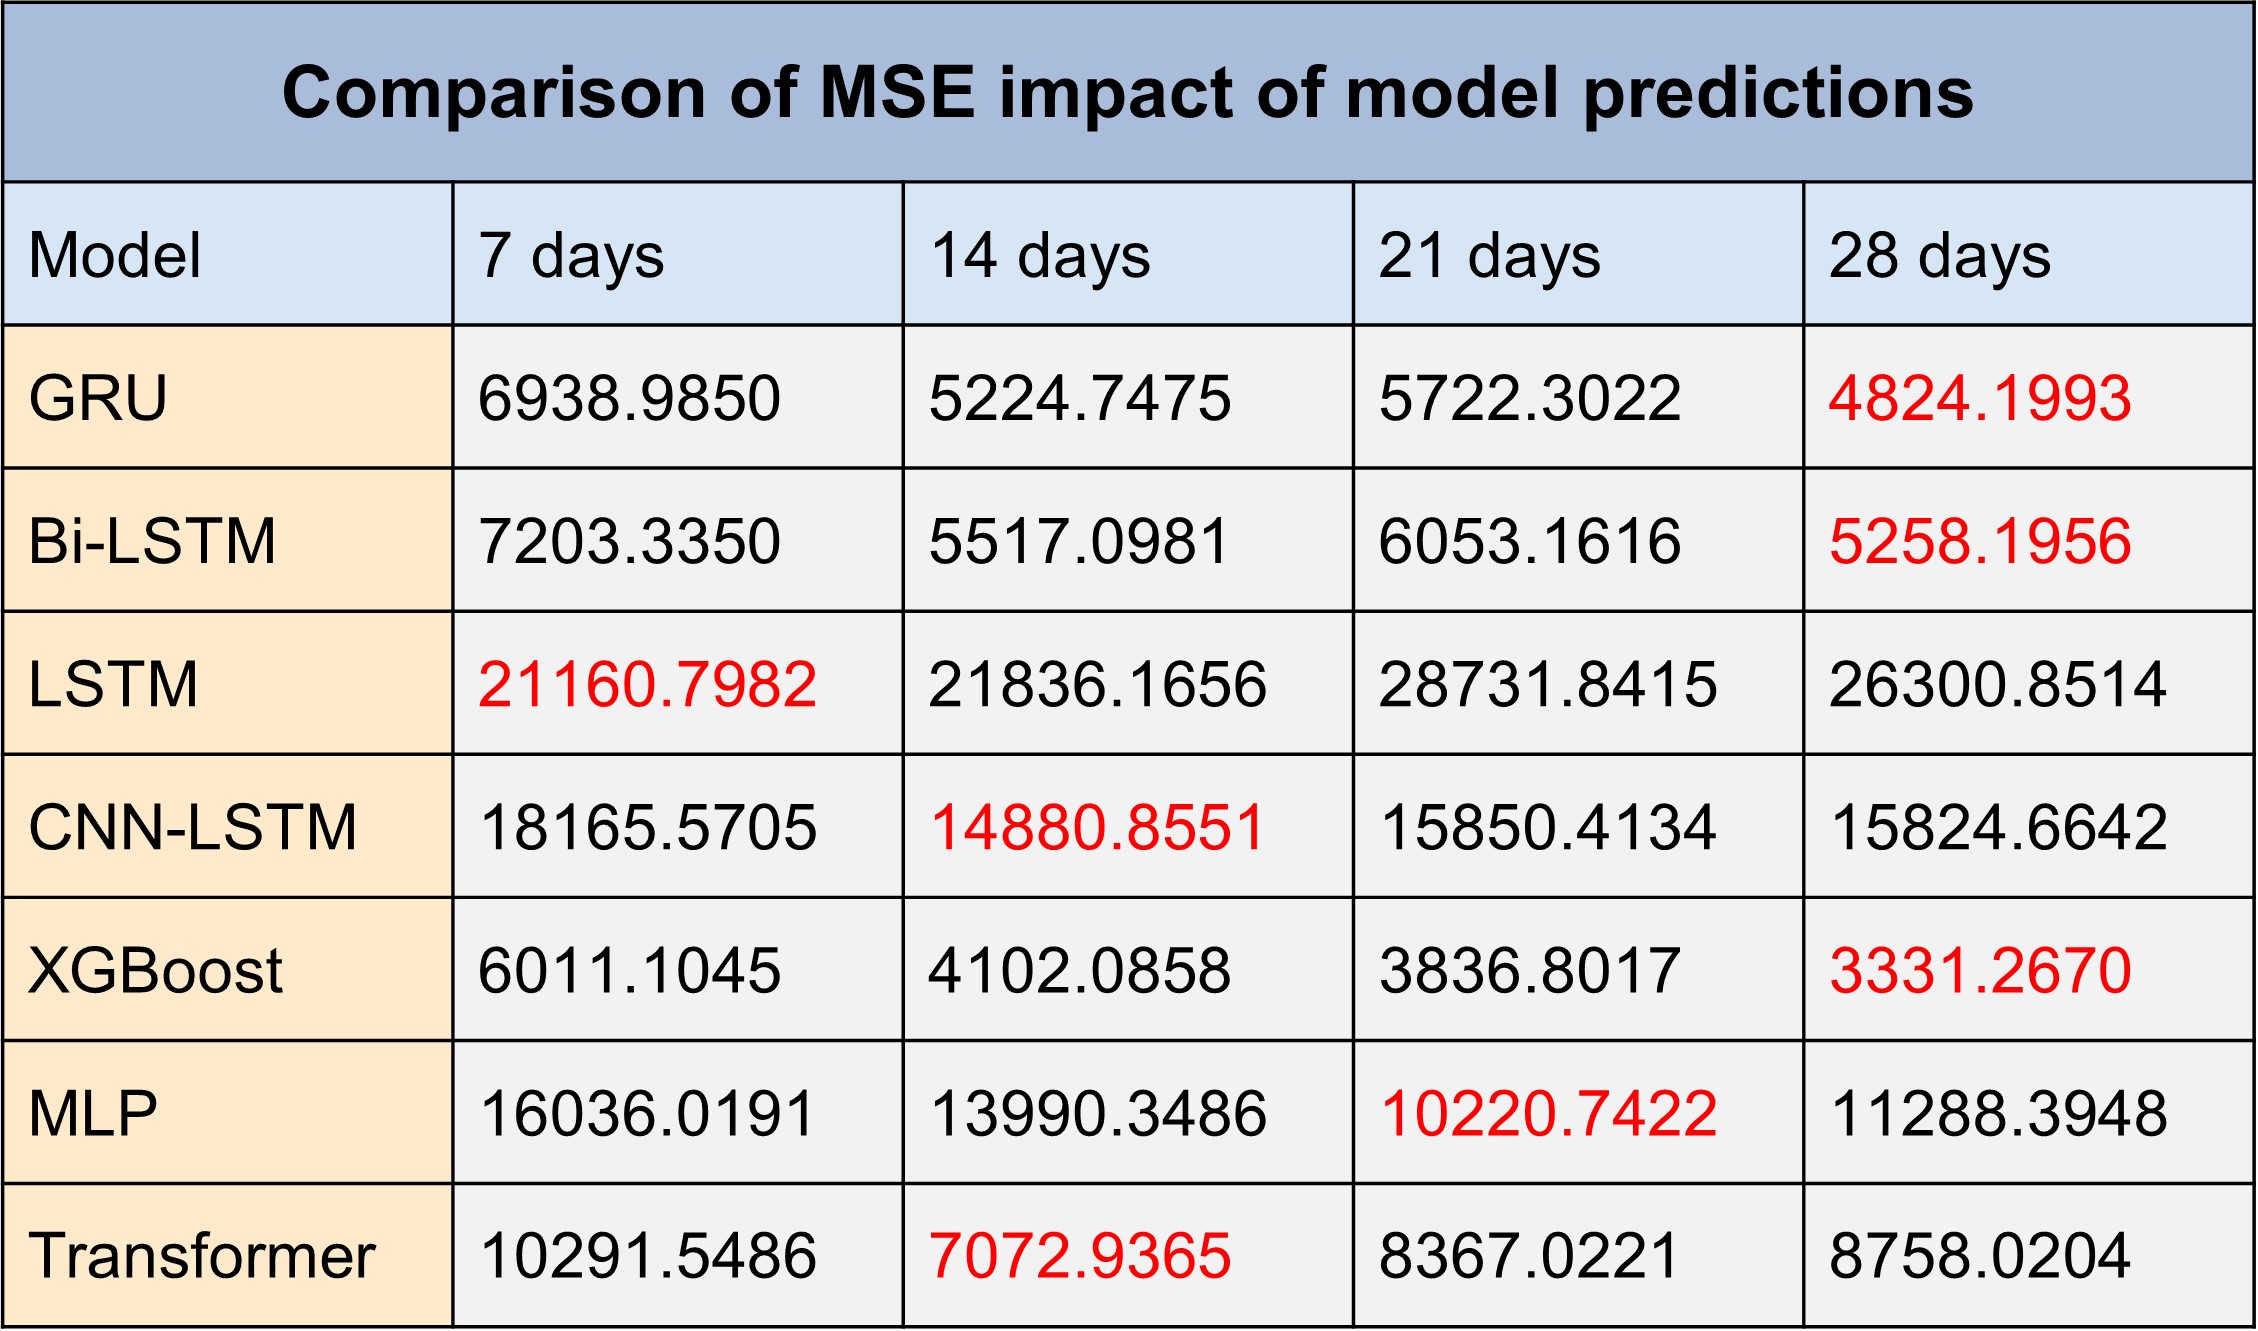 Comparison of MSE impact of model predictions
Model 7 days 14 days 21 days 28 days
GRU 6938.9850 5224.7475 5722.3022 4824.1993
Bi-LSTM 7203.3350 5517.0981 6053.1616 5258.1956
LSTM 21160.7982 21836.1656 28731.8415 26300.8514
CNN-LSTM 18165.5705 14880.8551 15850.4134 15824.6642
XGBoost 6011.1045 4102.0858 3836.8017 3331.2670
MLP 16036.0191 13990.3486 10220.7422 11288.3948
Transformer 10291.5486 7072.9365 8367.0221 8758.0204